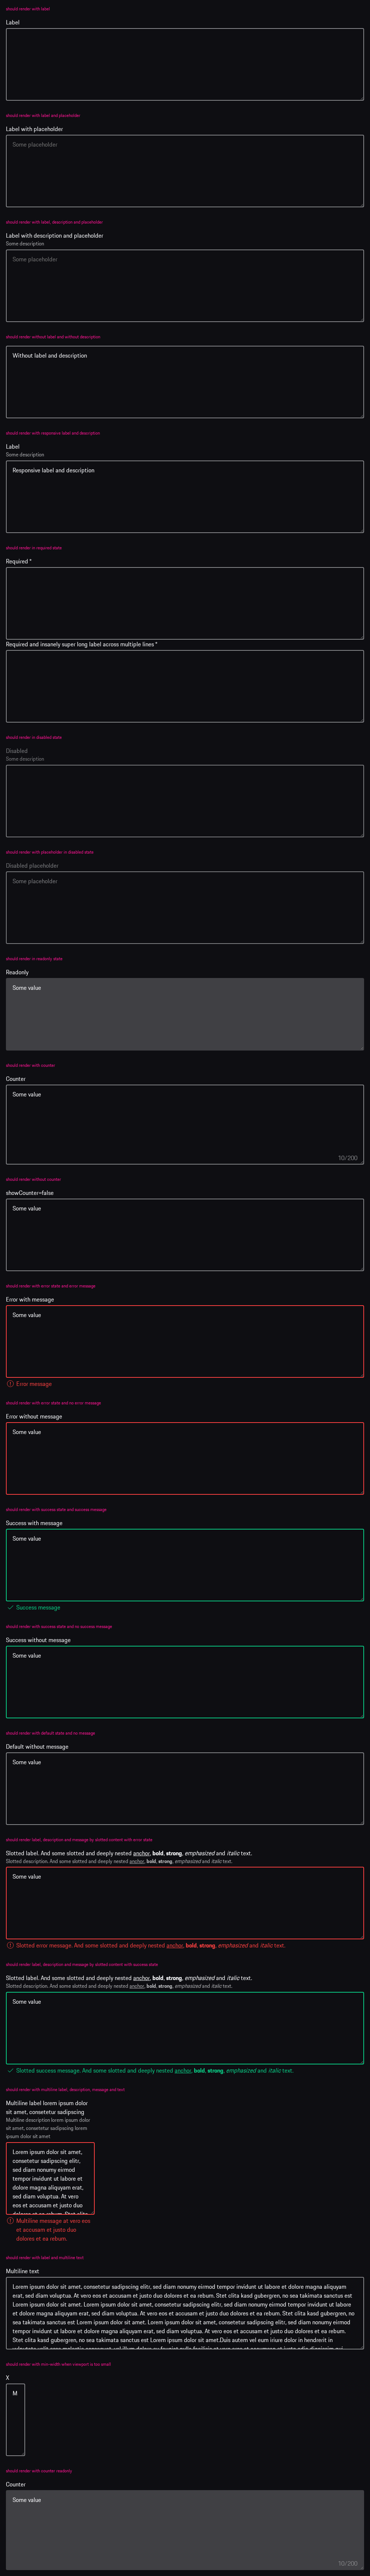 should render with label
Label
should render with label and placeholder
Label with placeholder
Some placeholder
should render with label, description and placeholder
Label with description and placeholder
Some description
Some placeholder
should render without label and without description
Without label and description
should render with responsive label and description
Label
Some description
Responsive label and description
should render in required state
Required *
Required and insanely super long label across multiple lines *
should render in disabled state
Disabled
Some description
should render with placeholder in disabled state
Disabled placeholder
Some placeholder
should render in readonly state
Readonly
Some value
should render with counter
Counter
Some value
10/200
should render without counter
showCounter=false
Some value
should render with error state and error message
Error with message
Some value
Error message
should render with error state and no error message
Error without message
Some value
should render with success state and success message
Success with message
Some value
Success message
should render with success state and no success message
Success without message
Some value
should render with default state and no message
Default without message
Some value
should render label, description and message by slotted content with error state
Slotted label. And some slotted and deeply nested anchor, bold, strong, emphasized and italic text.
Slotted description. And some slotted and deeply nested anchor, bold, strong, emphasized and italic text.
Some value
Slotted error message. And some slotted and deeply nested anchor, bold, strong, emphasized and italic text.
should render label, description and message by slotted content with success state
Slotted label. And some slotted and deeply nested anchor, bold, strong, emphasized and italic text.
Slotted description. And some slotted and deeply nested anchor, bold, strong, emphasized and italic text.
Some value
Slotted success message. And some slotted and deeply nested anchor, bold, strong, emphasized and italic text.
should render with multiline label, description, message and text
Multiline label lorem ipsum dolor
sit amet, consetetur sadipscing
Multiline description lorem ipsum dolor
sit amet, consetetur sadipscing lorem
ipsum dolor sit amet
Lorem ipsum dolor sit amet,
consetetur sadipscing elitr,
sed diam nonumy eirmod
tempor invidunt ut labore et
dolore magna aliquyam erat,
sed diam voluptua. At vero
eos et accusam et justo duo
dolores et ea rebum. Stet clita
Multiline message at vero eos
et accusam et justo duo
dolores et ea rebum.
should render with label and multiline text
Multiline text
Lorem ipsum dolor sit amet, consetetur sadipscing elitr, sed diam nonumy eirmod tempor invidunt ut labore et dolore magna aliquyam
erat, sed diam voluptua. At vero eos et accusam et justo duo dolores et ea rebum. Stet clita kasd gubergren, no sea takimata sanctus est
Lorem ipsum dolor sit amet. Lorem ipsum dolor sit amet, consetetur sadipscing elitr, sed diam nonumy eirmod tempor invidunt ut labore
et dolore magna aliquyam erat, sed diam voluptua. At vero eos et accusam et justo duo dolores et ea rebum. Stet clita kasd gubergren,
no sea takimata sanctus est Lorem ipsum dolor sit amet. Lorem ipsum dolor sit amet, consetetur sadipscing elitr, sed diam nonumy
eirmod tempor invidunt ut labore et dolore magna aliquyam erat, sed diam voluptua. At vero eos et accusam et justo duo dolores et ea rebum.
Stet clita kasd gubergren, no sea takimata sanctus est Lorem ipsum dolor sit amet.Duis autem vel eum iriure dolor in hendrerit in
should render with min-width when viewport is too small
X
M
should render with counter readonly
Counter
Some value
10/200